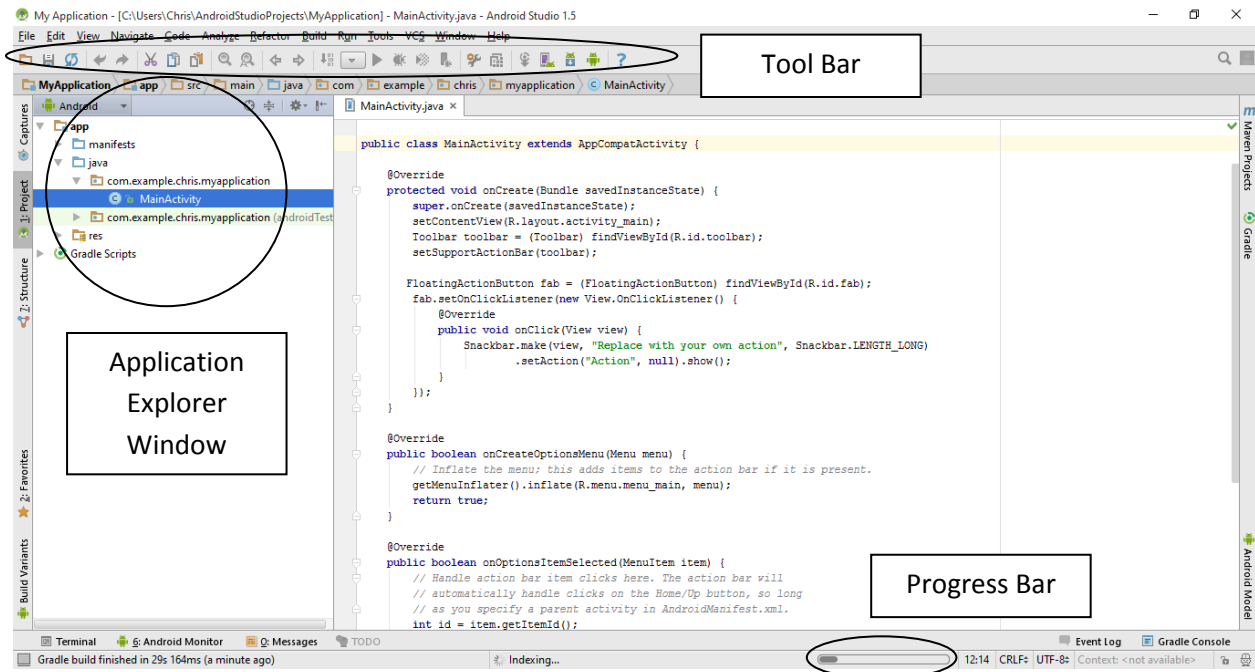 My Application - [C:\Users\Chris\AndroidStudioProjects\MyApplication] - MainActivity.java - Android Studio 1.5
File Edit View Navigate Code Analyze Refactor Build Run Tools VCS Window Help
Tool Bar
MyApplication app src main java com example chris myapplication MainActivity
Android
MainActivity.java
Captures
1: Project
7: Structure
2: Favorites
Build Variants
app
manifests
java
com.example.chris.myapplication
MainActivity
com.example.chris.myapplication (androidTest
res
Gradle Scripts
Application
Explorer
Window
public class MainActivity extends AppCompatActivity {
@Override
protected void onCreate(Bundle savedInstanceState) {
super.onCreate(savedInstanceState);
setContentView(R.layout.activity_main);
Toolbar toolbar = (Toolbar) findViewById(R.id.toolbar);
setSupportActionBar(toolbar);
FloatingActionButton fab = (FloatingActionButton) findViewById(R.id.fab);
fab.setOnClickListener(new View.OnClickListener() {
@Override
public void onClick(View view) {
Snackbar.make(view, "Replace with your own action", Snackbar.LENGTH_LONG)
.setAction("Action", null).show();
}
});
}
@Override
public boolean onCreateOptionsMenu(Menu menu) {
// Inflate the menu; this adds items to the action bar if it is present.
getMenuInflater().inflate(R.menu.menu_main, menu);
return true;
}
@Override
public boolean onOptionsItemSelected(MenuItem item) {
// Handle action bar item clicks here. The action bar will
// automatically handle clicks on the Home/Up button, so long
// as you specify a parent activity in AndroidManifest.xml.
int id = item.getItemId();
Progress Bar
Maven Projects
Gradle
Android Model
Terminal 6: Android Monitor 0: Messages TODO Event Log Gradle Console
Gradle build finished in 29s 164ms (a minute ago) Indexing... 12:14 CRLF UTF-8 Context: <not available>